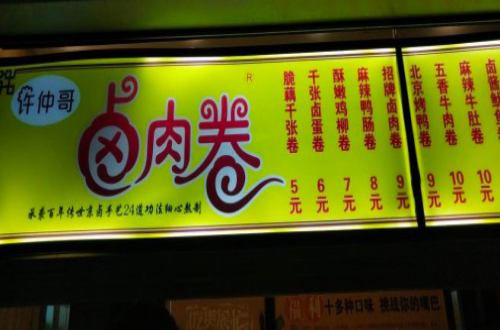 许仲哥
卤肉卷
®
承秦百年传世京卤手艺24道功法细心熬制
脆藕千张卷 5元
千张卤蛋卷 6元
酥嫩鸡柳卷 7元
麻辣鸭肠卷 8元
招牌卤肉卷 9元
北京烤鸭卷 9元
五香牛肉卷 10元
麻辣牛肚卷 10元
十多种口味 挑战你的嘴巴